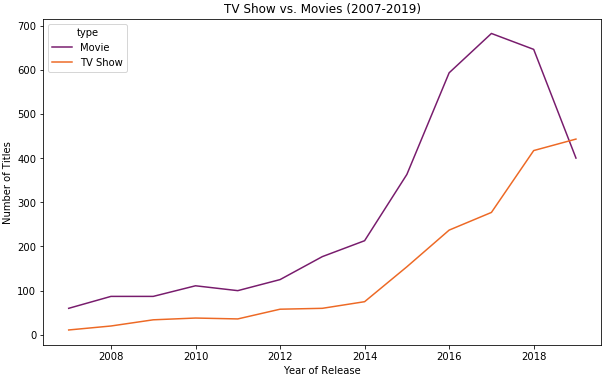 TV Show vs. Movies (2007-2019)
type
Movie
TV Show
Number of Titles
700
600
500
400
300
200
100
0
2008
2010
2012
2014
2016
2018
Year of Release